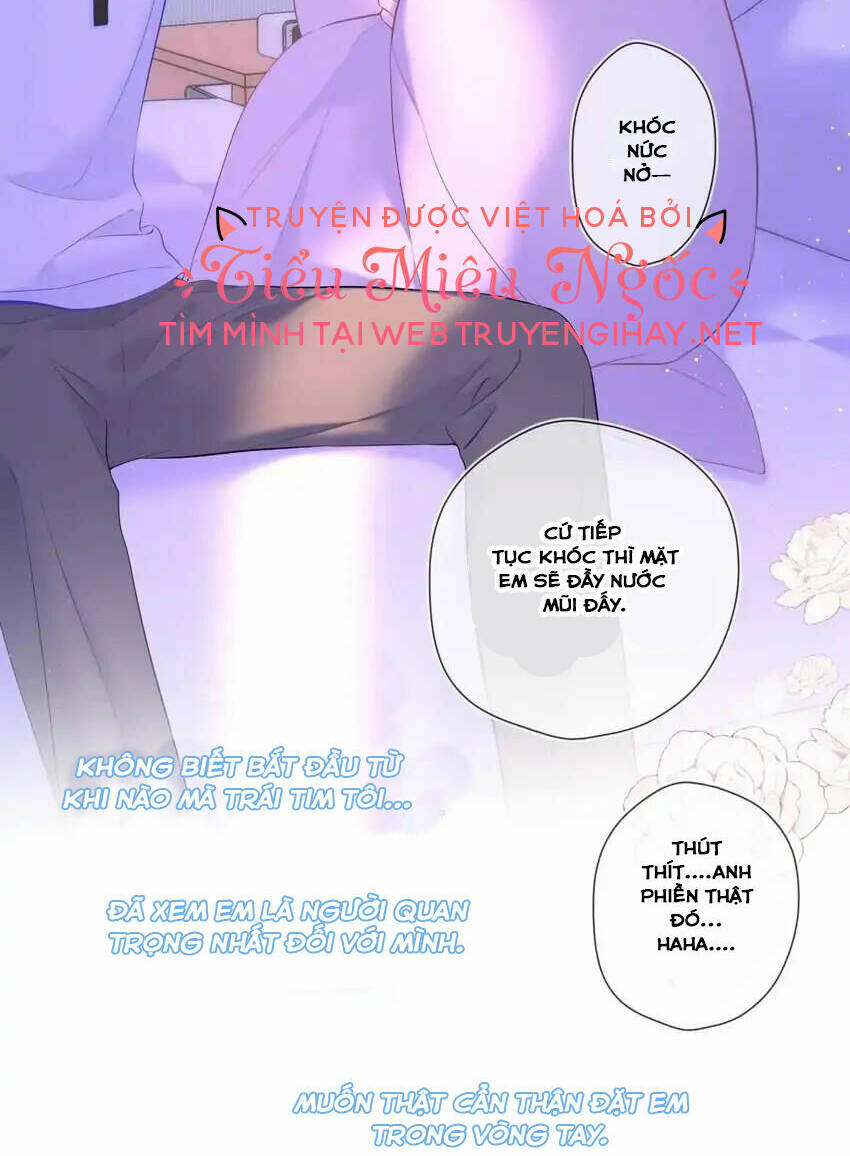 KHÓC
NỨC
NỞ—
TRUYỆN ĐƯỢC VIỆT HOÁ BỞI
Tiểu Miêu Ngốc
TÌM MÌNH TẠI WEB TRUYENGIHAY.NET
CỨ TIẾP
TỤC KHÓC THÌ MẶT
EM SẼ ĐẦY NƯỚC
MŨI ĐẤY.
KHÔNG BIẾT BẮT ĐẦU TỪ
KHI NÀO MÀ TRÁI TIM TÔI...
THÚT
THÍT....ANH
PHIỀN THẬT
ĐÓ...
HAHA....
ĐÃ XEM EM LÀ NGƯỜI QUAN
TRỌNG NHẤT ĐỐI VỚI MÌNH.
MUỐN THẬT CẨN THẬN ĐẶT EM
TRONG VÒNG TAY.